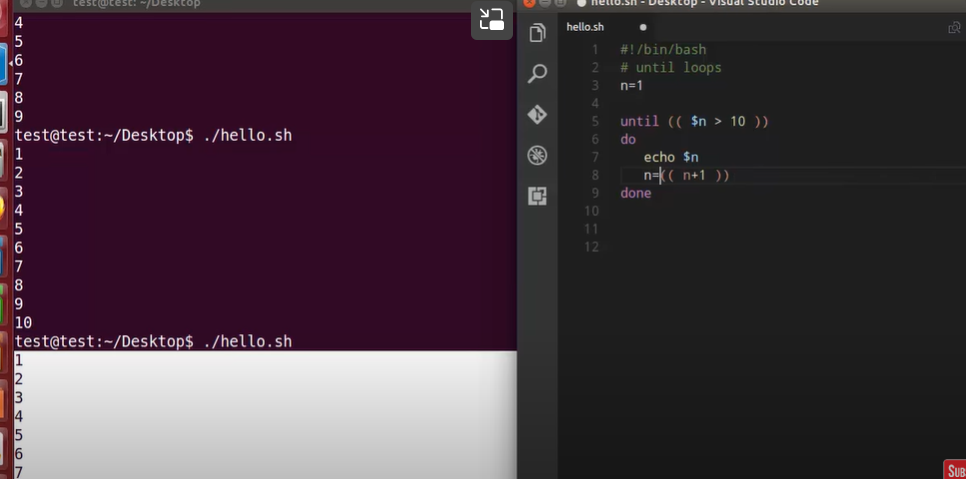 test@test: ~/Desktop
4
5
6
7
8
9
test@test:~/Desktop$ ./hello.sh
1
2
3
4
5
6
7
8
9
10
test@test:~/Desktop$ ./hello.sh
1
2
3
4
5
6
7
hello.sh - Desktop - Visual Studio Code
hello.sh
1 #!/bin/bash
2 # until loops
3 n=1
4
5 until (( $n > 10 ))
6 do
7 echo $n
8 n=(( n+1 ))
9 done
10
11
12
SUB